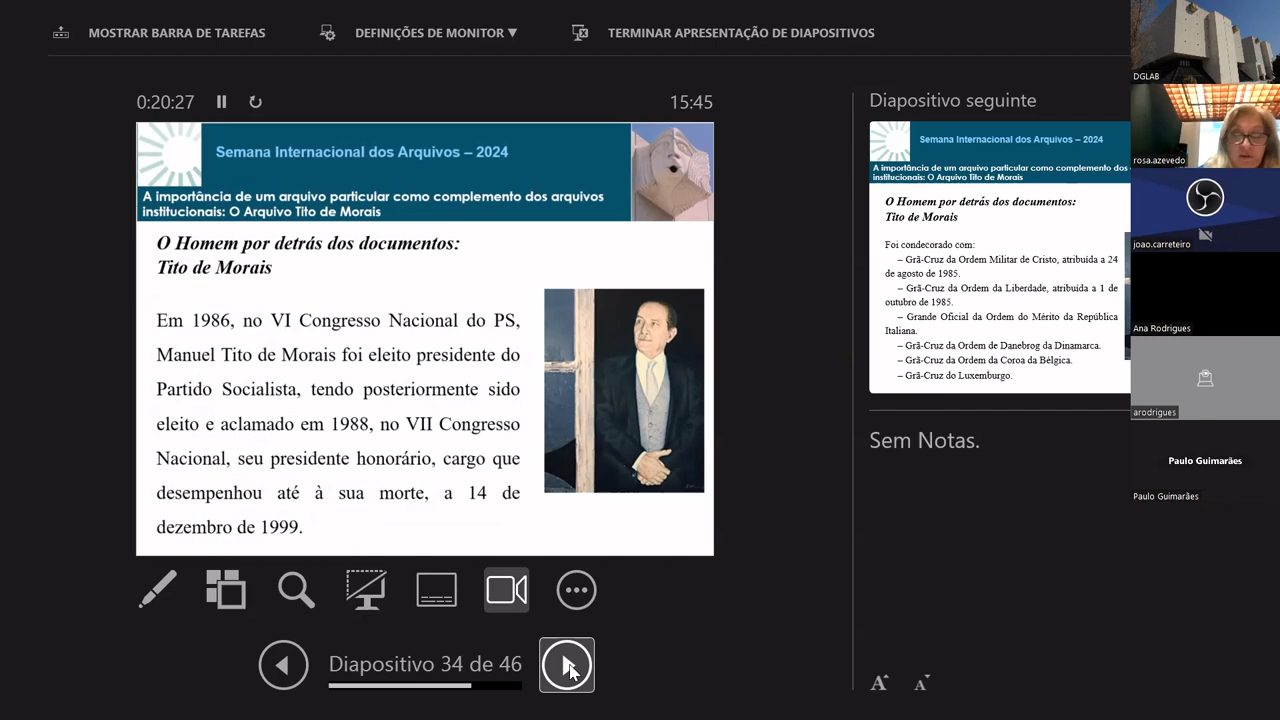 MOSTRAR BARRA DE TAREFAS
DEFINIÇÕES DE MONITOR ▼
TERMINAR APRESENTAÇÃO DE DIAPOSITIVOS
0:20:27
15:45
Semana Internacional dos Arquivos – 2024
A importância de um arquivo particular como complemento dos arquivos
institucionais: O Arquivo Tito de Morais
O Homem por detrás dos documentos:
Tito de Morais
Em 1986, no VI Congresso Nacional do PS,
Manuel Tito de Morais foi eleito presidente do
Partido Socialista, tendo posteriormente sido
eleito e aclamado em 1988, no VII Congresso
Nacional, seu presidente honorário, cargo que
desempenhou até à sua morte, a 14 de
dezembro de 1999.
Diapositivo 34 de 46
Diapositivo seguinte
Semana Internacional dos Arquivos – 2024
A importância de um arquivo particular como complemento dos
institucionais: O Arquivo Tito de Morais
O Homem por detrás dos documentos:
Tito de Morais
Foi condecorado com:
– Grã-Cruz da Ordem Militar de Cristo, atribuída a 24
de agosto de 1985.
– Grã-Cruz da Ordem da Liberdade, atribuída a 1 de
outubro de 1985.
– Grande Oficial da Ordem do Mérito da República
Italiana.
– Grã-Cruz da Ordem de Danebrog da Dinamarca.
– Grã-Cruz da Ordem da Coroa da Bélgica.
– Grã-Cruz do Luxemburgo.
Sem Notas.
A A
DGLAB
rosa.azevedo
joao.carreteiro
Ana Rodrigues
arodrigues
Paulo Guimarães
Paulo Guimarães